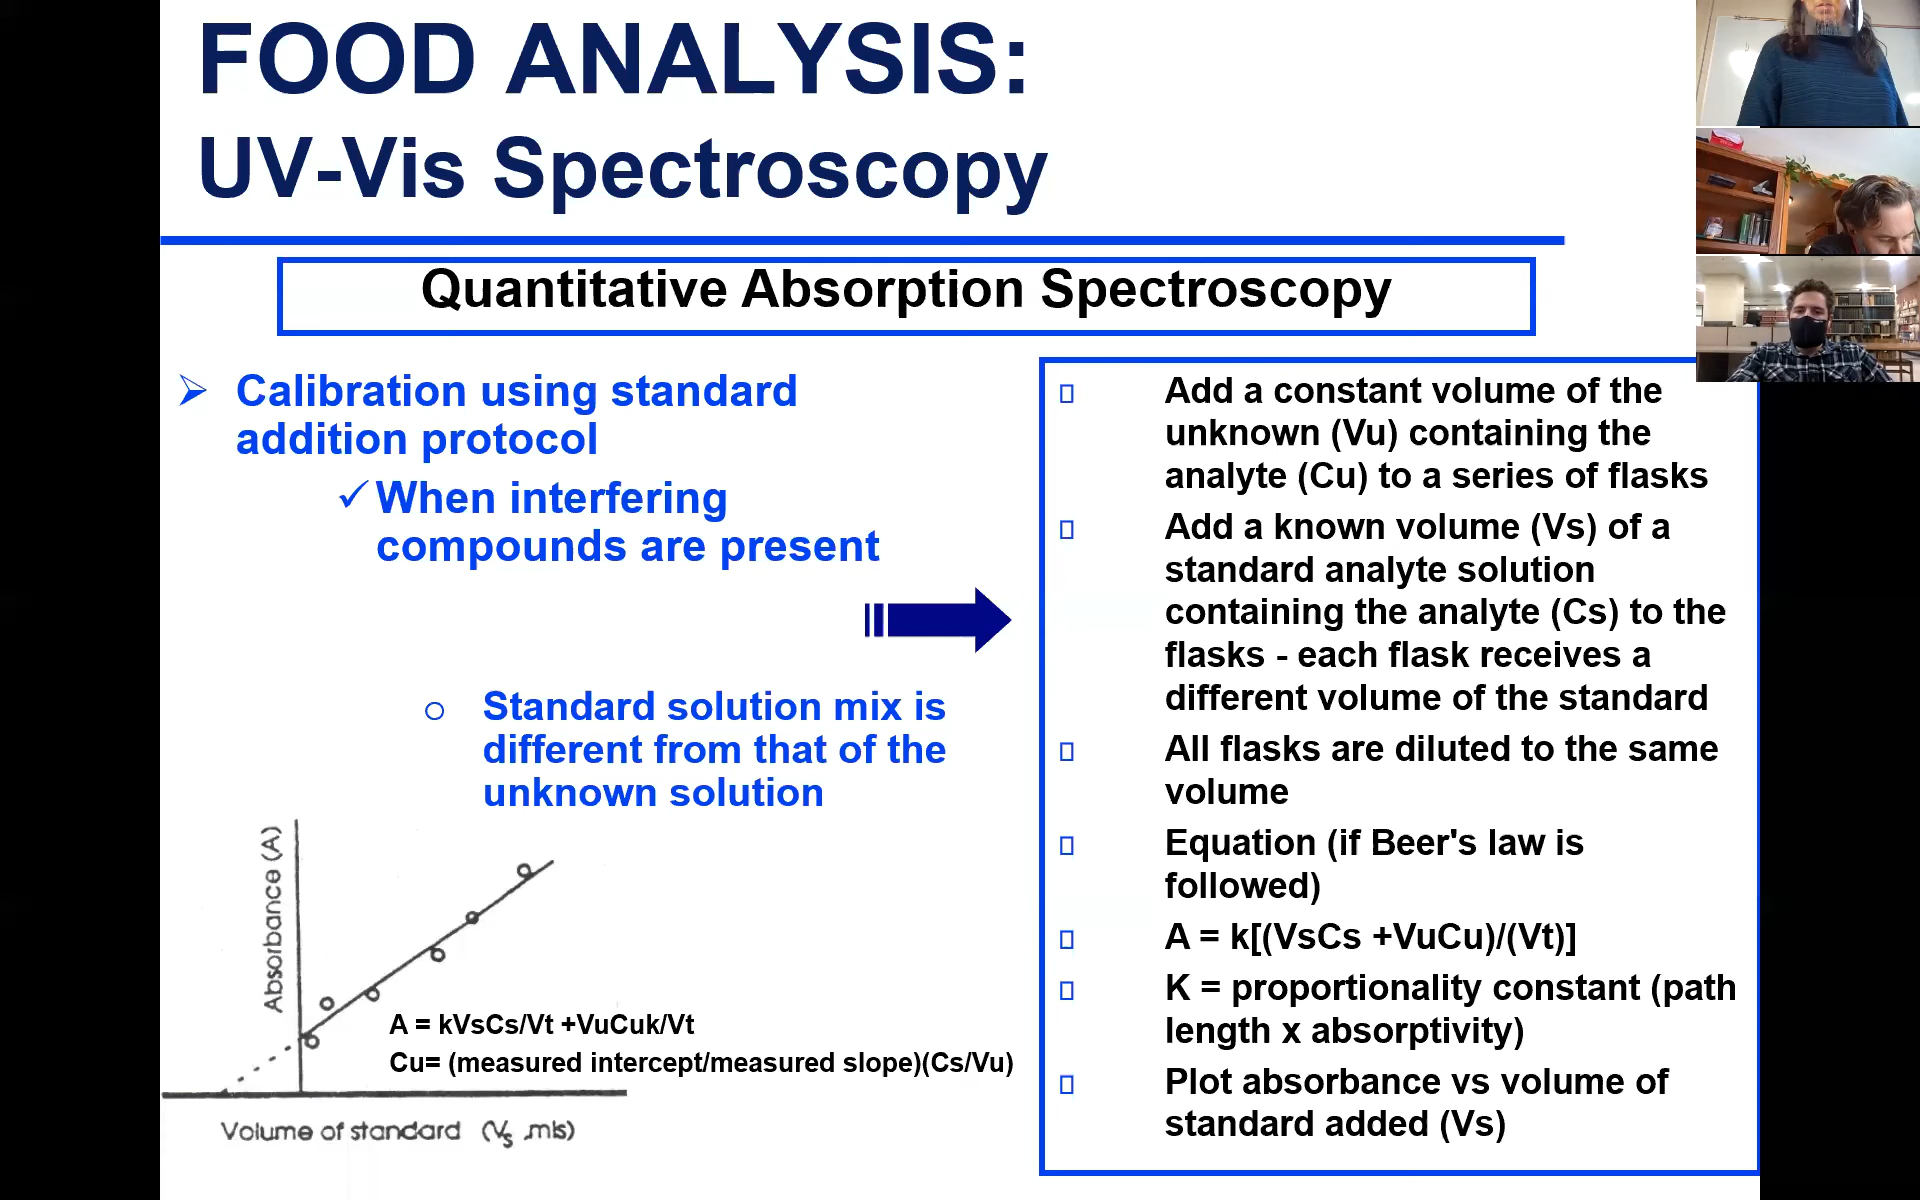 FOOD ANALYSIS:
UV-Vis Spectroscopy
Quantitative Absorption Spectroscopy
Calibration using standard
addition protocol
When interfering
compounds are present
Standard solution mix is
different from that of the
unknown solution
Absorbance (A)
A = kVsCs/Vt +VuCuk/Vt
Cu= (measured intercept/measured slope)(Cs/Vu)
Volume of standard (Vs, mls)
Add a constant volume of the
unknown (Vu) containing the
analyte (Cu) to a series of flasks
Add a known volume (Vs) of a
standard analyte solution
containing the analyte (Cs) to the
flasks - each flask receives a
different volume of the standard
All flasks are diluted to the same
volume
Equation (if Beer's law is
followed)
A = k[(VsCs +VuCu)/(Vt)]
K = proportionality constant (path
length x absorptivity)
Plot absorbance vs volume of
standard added (Vs)